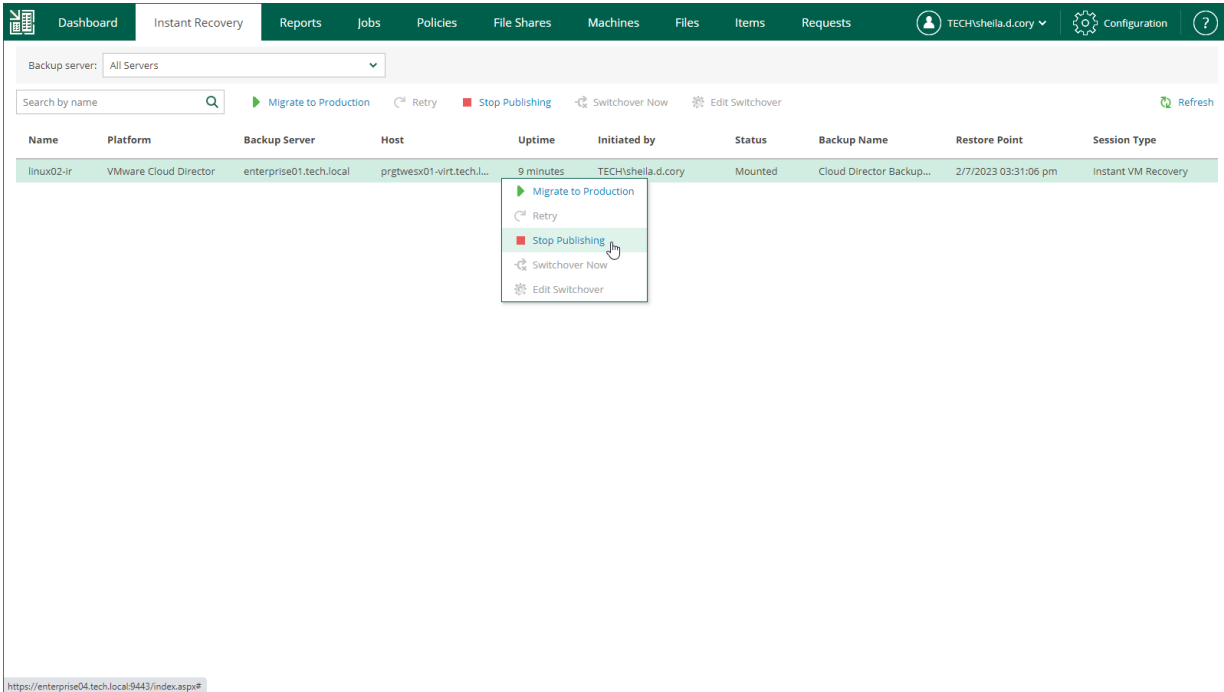 Dashboard Instant Recovery Reports Jobs Policies File Shares Machines Files Items Requests TECH\sheila.d.cory Configuration ?
Backup server: All Servers
Search by name Migrate to Production Retry Stop Publishing Switchover Now Edit Switchover Refresh
Name Platform Backup Server Host Uptime Initiated by Status Backup Name Restore Point Session Type
linux02-ir VMware Cloud Director enterprise01.tech.local prgtwesx01-virt.tech.l... 9 minutes TECH\sheila.d.cory Mounted Cloud Director Backup... 2/7/2023 03:31:06 pm Instant VM Recovery
Migrate to Production
Retry
Stop Publishing
Switchover Now
Edit Switchover
https://enterprise04.tech.local:9443/index.aspx#